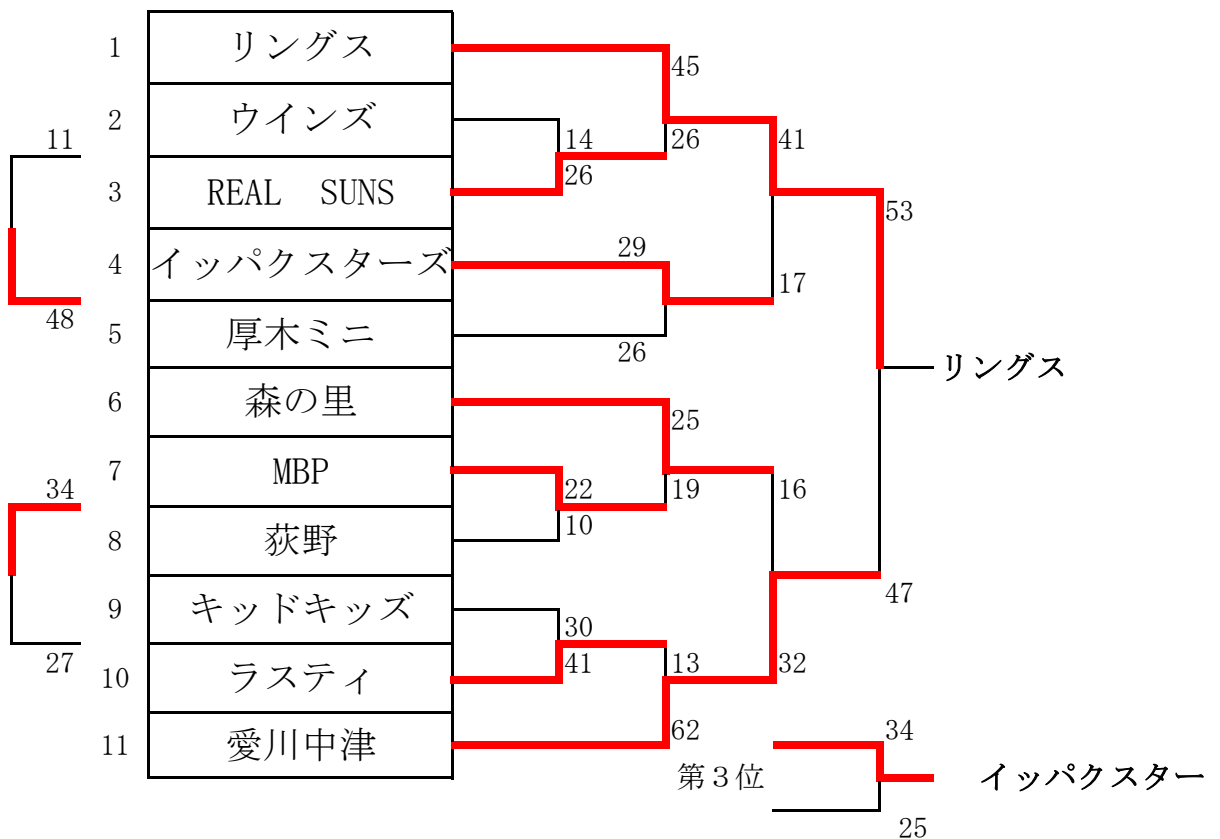 1 リングス 45
2 ウインズ 14 26 41
11
3 REAL SUNS 26 53
4 イッパクスターズ 29 17
48
5 厚木ミニ 26
リングス
6 森の里 25
7 MBP 22 19 16
34
8 荻野 10
9 キッドキッズ 30 47
27
10 ラスティ 41 13 32
11 愛川中津 62 34
第3位 イッパクスター
25